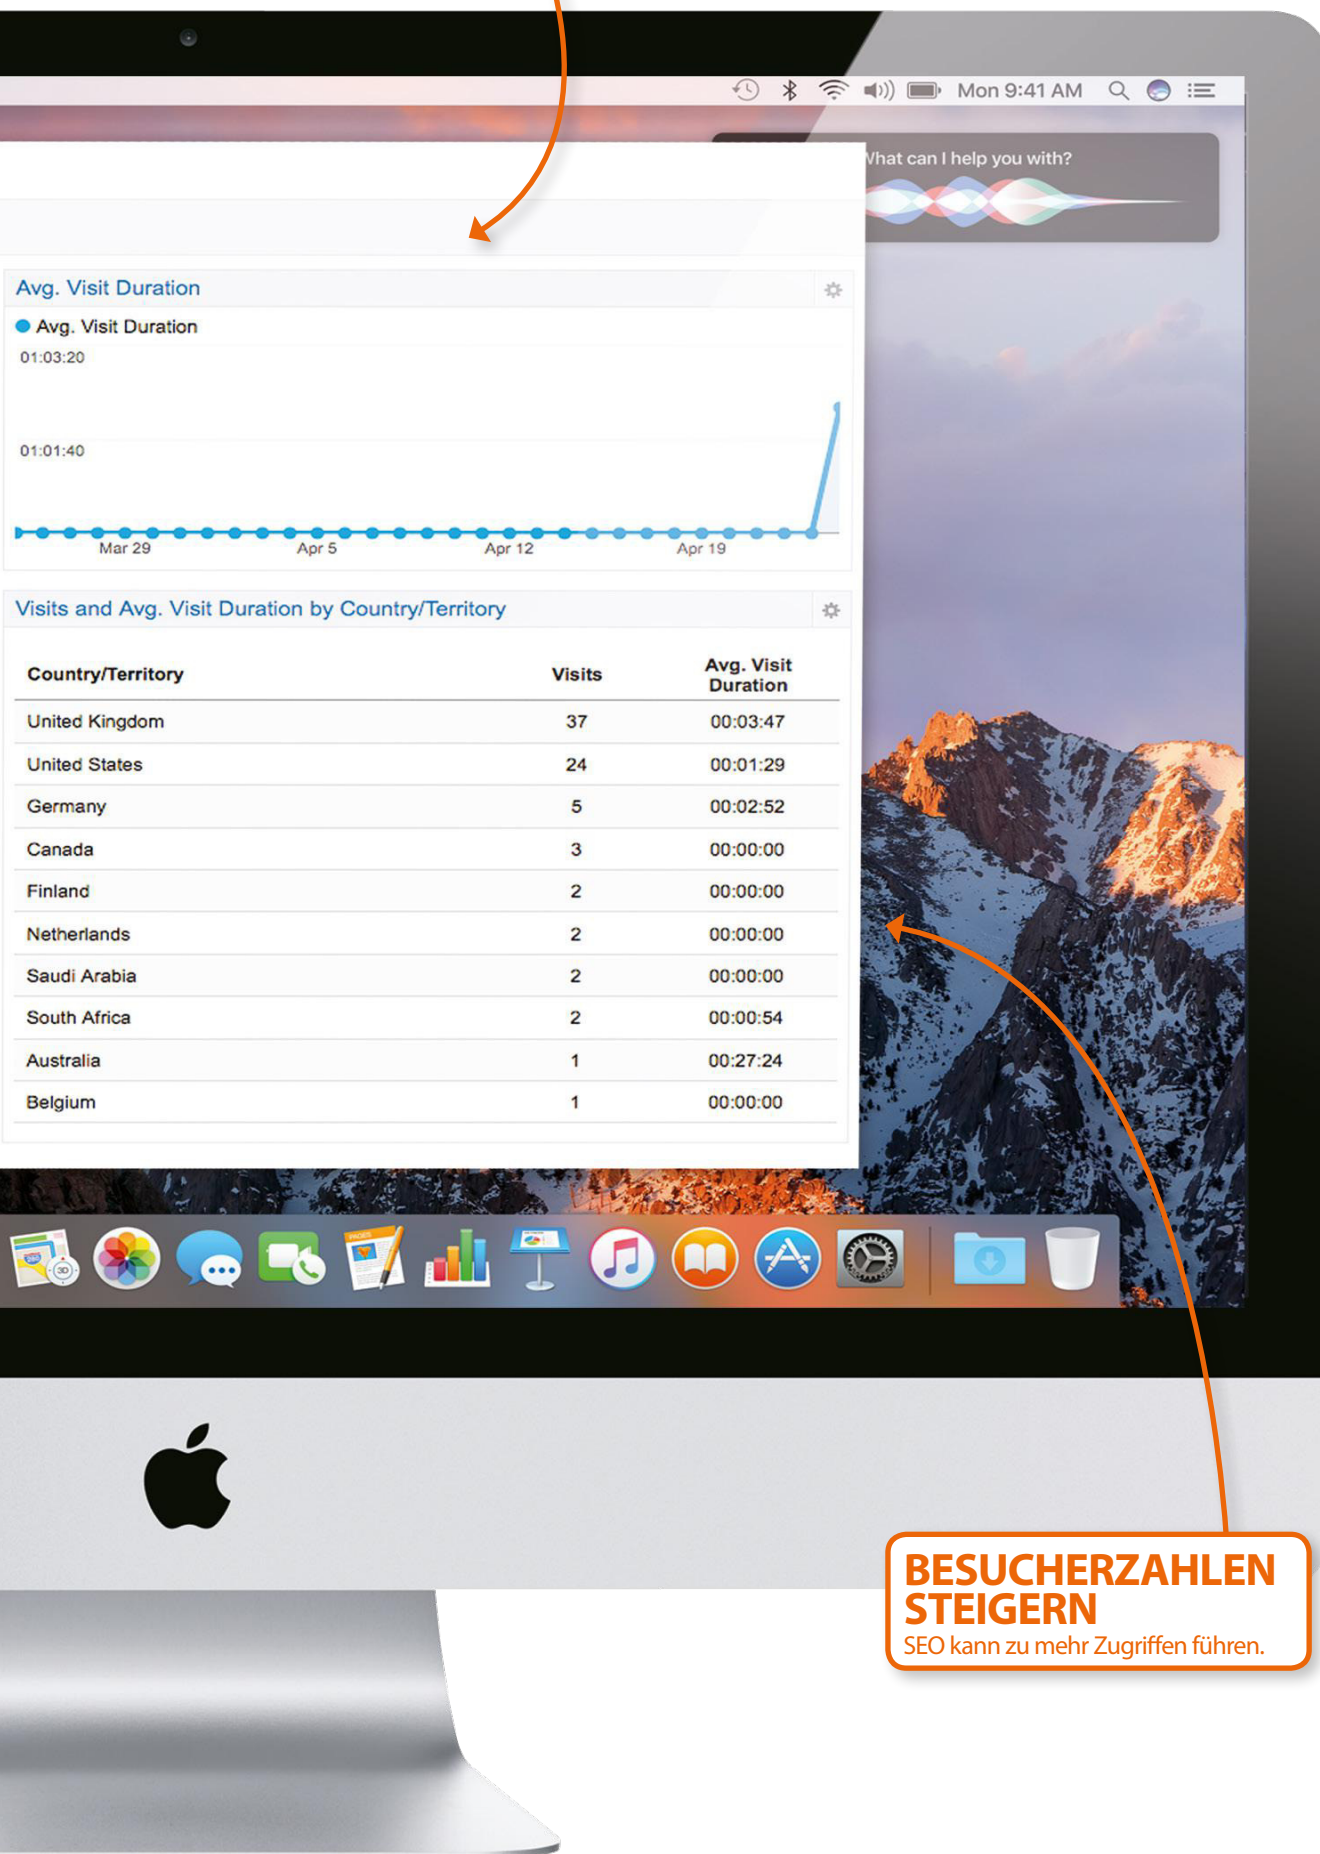 Mon 9:41 AM
What can I help you with?
Avg. Visit Duration
Avg. Visit Duration
01:03:20
01:01:40
Mar 29 Apr 5 Apr 12 Apr 19
Visits and Avg. Visit Duration by Country/Territory
Country/Territory Visits Avg. Visit Duration
United Kingdom 37 00:03:47
United States 24 00:01:29
Germany 5 00:02:52
Canada 3 00:00:00
Finland 2 00:00:00
Netherlands 2 00:00:00
Saudi Arabia 2 00:00:00
South Africa 2 00:00:54
Australia 1 00:27:24
Belgium 1 00:00:00
3D
PAGES
BESUCHERZAHLEN
STEIGERN
SEO kann zu mehr Zugriffen führen.